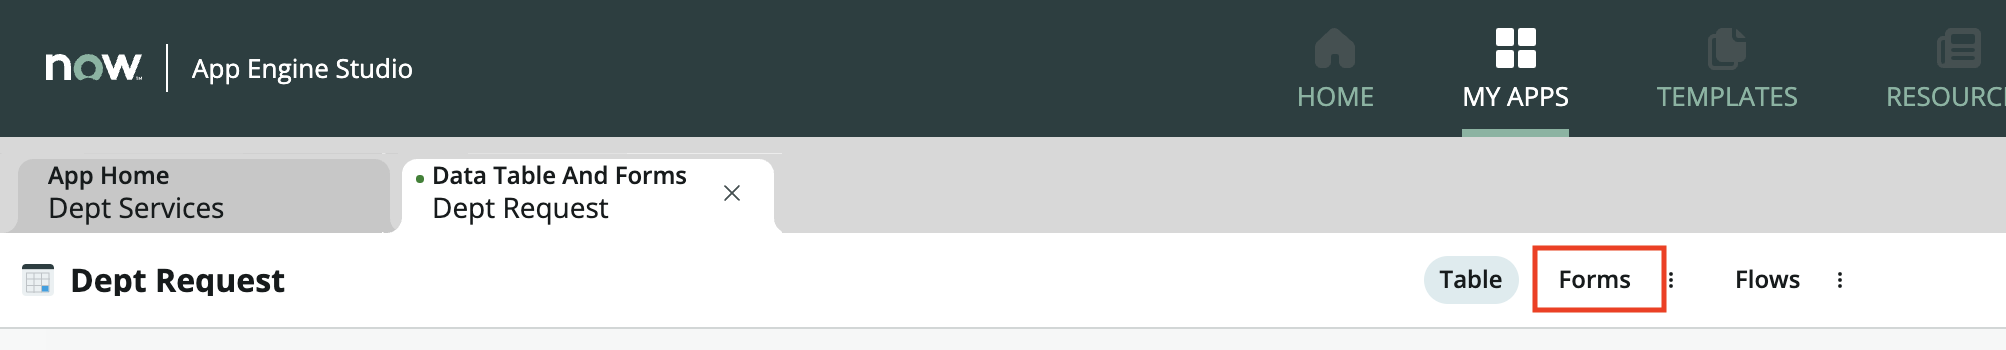 now
App Engine Studio
HOME
MY APPS
TEMPLATES
RESOURC
App Home
Dept Services
Data Table And Forms
Dept Request
Dept Request
Table
Forms
Flows